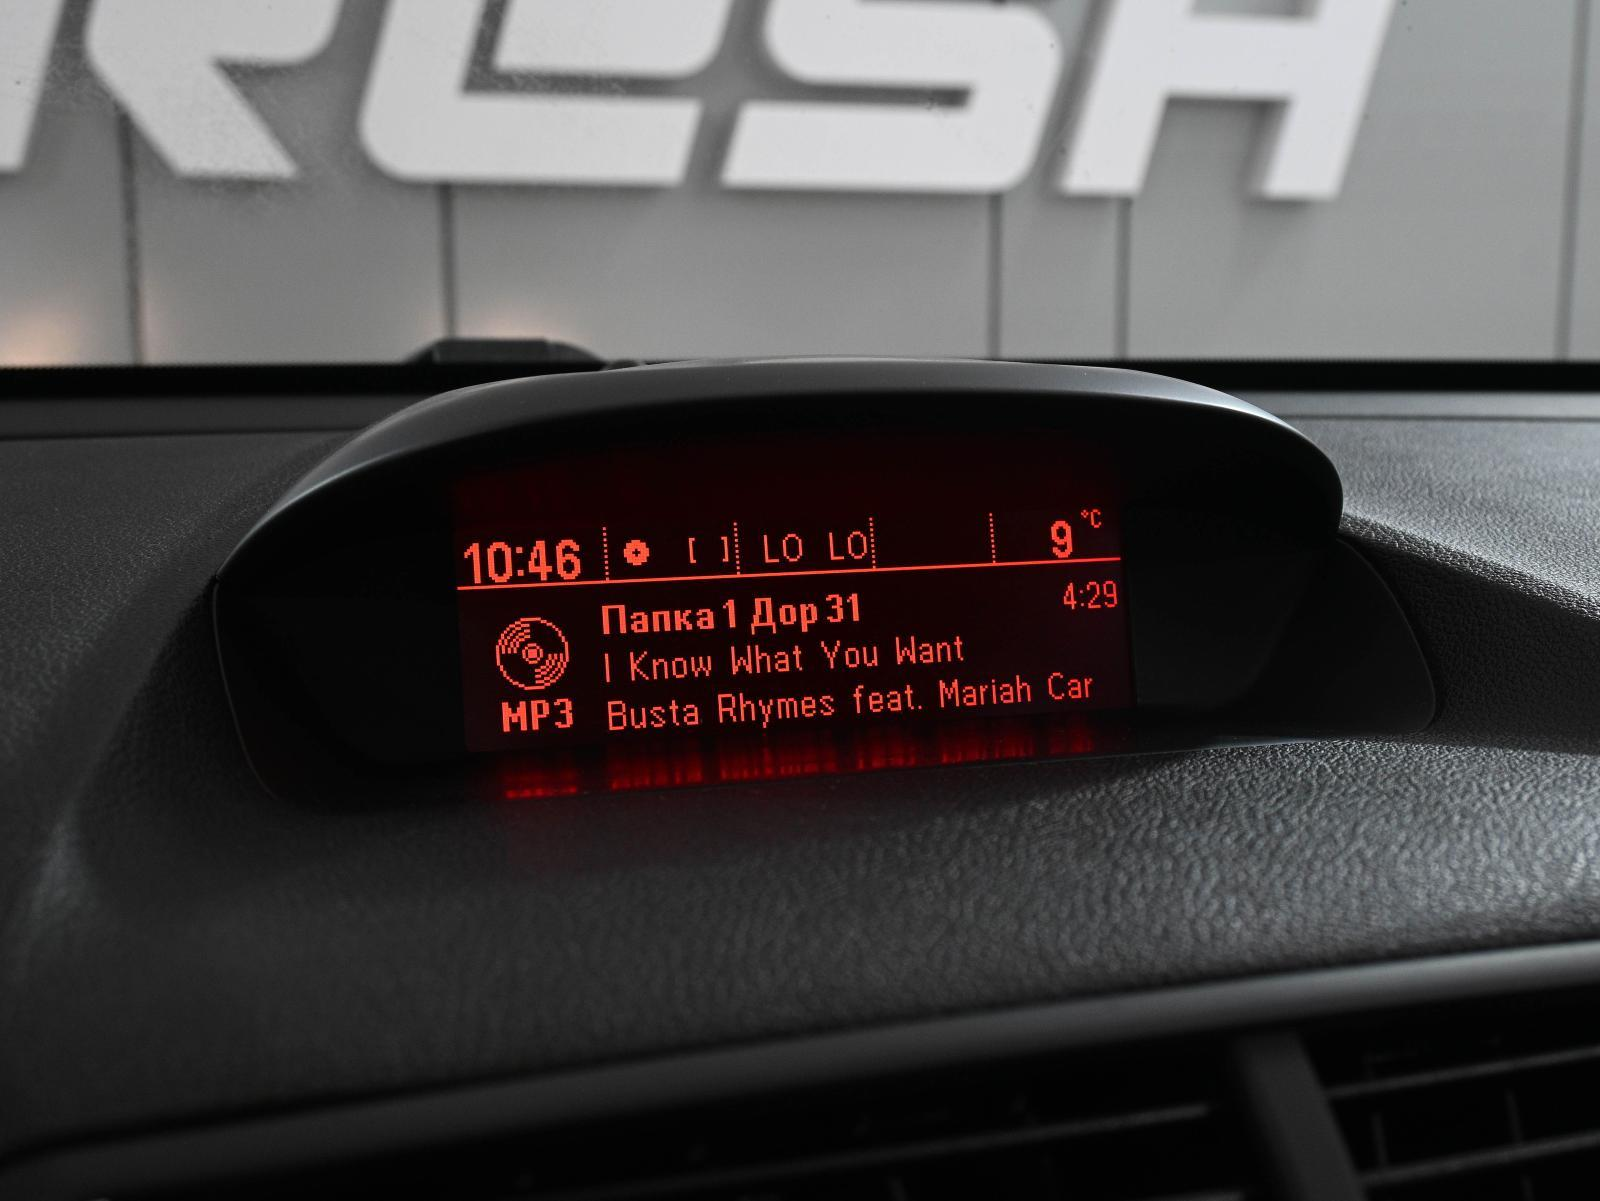 RESH
10:46 [ ] LO LO 9 °C
Папка 1 Дор 31 4:29
I Know What You Want
MP3 Busta Rhymes feat. Mariah Car